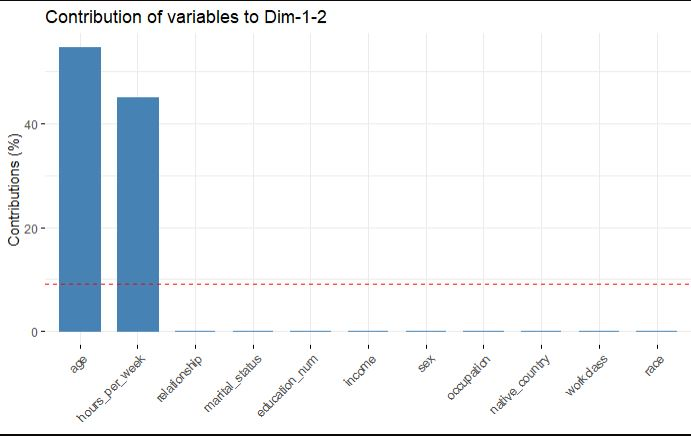 Contribution of variables to Dim-1-2
Contributions (%)
40
20
0
age
hours_per_week
relationship
marital_status
education_num
income
sex
occupation
native_country
workclass
race